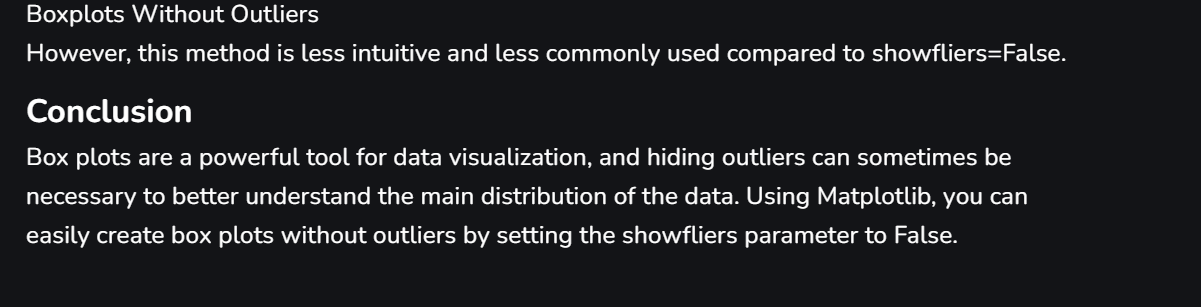 Boxplots Without Outliers
However, this method is less intuitive and less commonly used compared to showfliers=False.
Conclusion
Box plots are a powerful tool for data visualization, and hiding outliers can sometimes be
necessary to better understand the main distribution of the data. Using Matplotlib, you can
easily create box plots without outliers by setting the showfliers parameter to False.